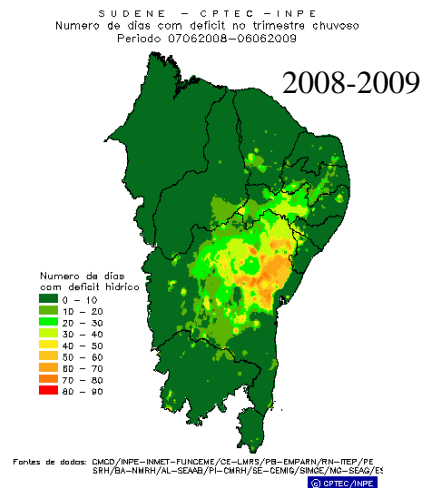 SUDENE - CPTEC - INPE
Numero de dias com deficit no trimestre chuvoso
Periodo 07062008-06062009
2008-2009
Numero de dias
com deficit hidrico
0 - 10
10 - 20
20 - 30
30 - 40
40 - 50
50 - 60
60 - 70
70 - 80
80 - 90
Fontes de dados: CMCD/INPE-INMET-FUNCEME/CE-LMRS/PB-EMPARN/RN-ITEP/PE
SRH/BA-NMRH/AL-SEAAB/PI-CMRH/SE-CEMIG/SIMGE/MG-SEAG/ES
© CPTEC/INPE